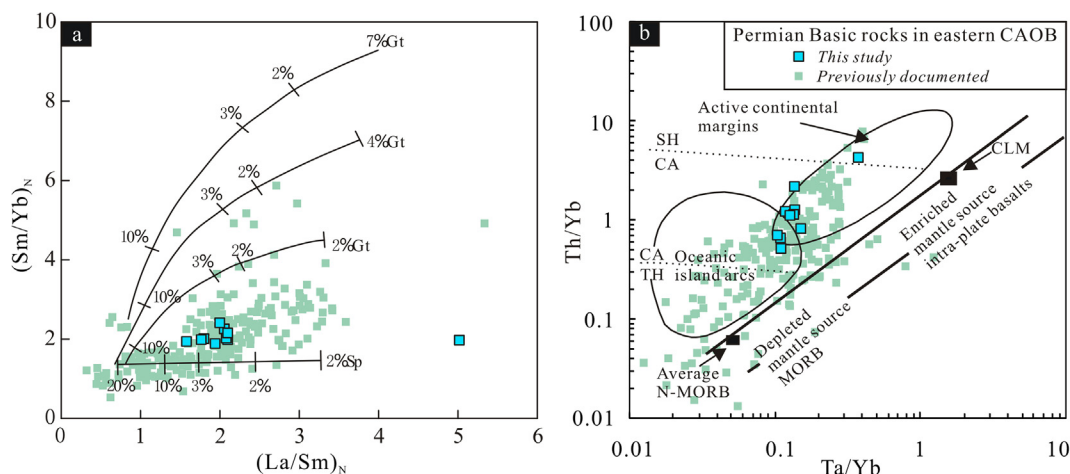 a
10
8
6
4
2
0
(Sm/Yb)N
0
1
2
3
4
5
6
(La/Sm)N
7%Gt
2%
3%
10%
4%Gt
2%
3%
10%
2%Gt
2%
3%
10%
2%Sp
20%
10%
3%
2%
b
100
10
1
0.1
0.01
Th/Yb
0.01
0.1
1
10
Ta/Yb
Permian Basic rocks in eastern CAOB
This study
Previously documented
Active continental
margins
SH
CA
CLM
CA Oceanic
TH island arcs
Enriched
mantle source
intra-plate basalts
Depleted
mantle source
MORB
Average
N-MORB